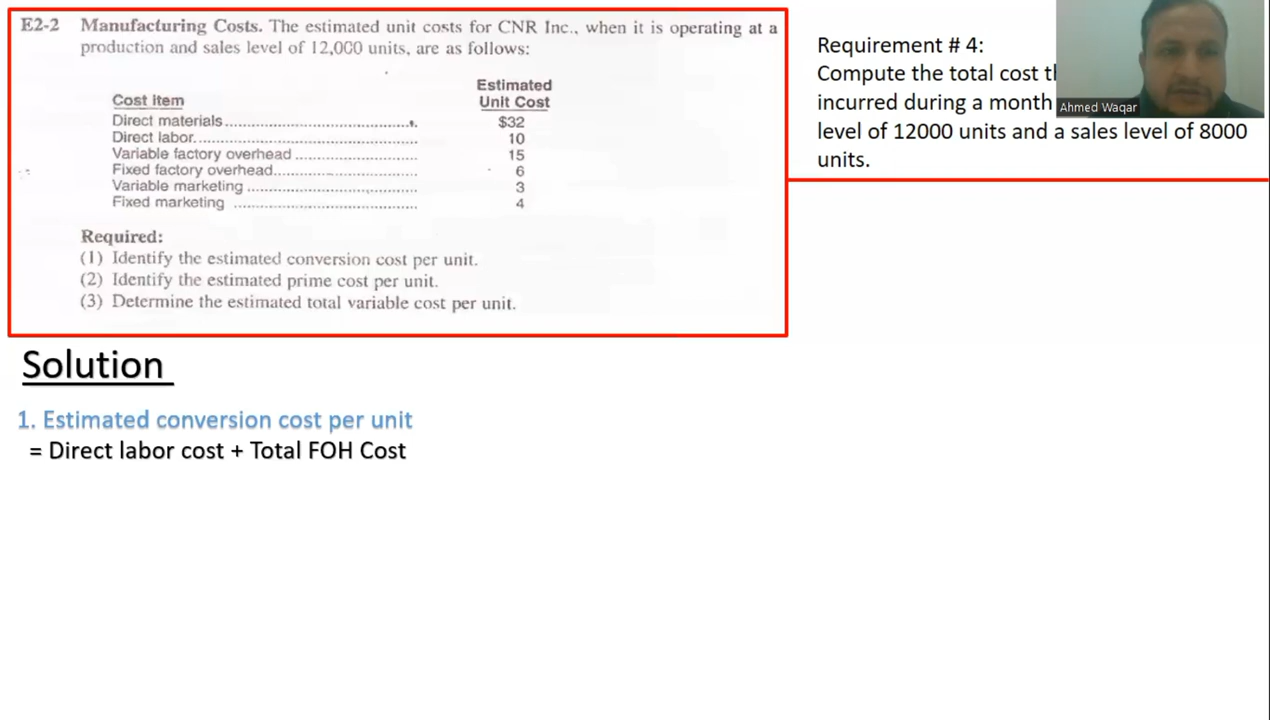 E2-2 Manufacturing Costs. The estimated unit costs for CNR Inc., when it is operating at a
production and sales level of 12,000 units, are as follows:
Estimated
Cost Item Unit Cost
Direct materials $32
Direct labor. 10
Variable factory overhead 15
Fixed factory overhead 6
Variable marketing 3
Fixed marketing 4
Required:
(1) Identify the estimated conversion cost per unit.
(2) Identify the estimated prime cost per unit.
(3) Determine the estimated total variable cost per unit.
Requirement # 4:
Compute the total cost
incurred during a month
level of 12000 units and a sales level of 8000
units.
Ahmed Waqar
Solution
1. Estimated conversion cost per unit
= Direct labor cost + Total FOH Cost